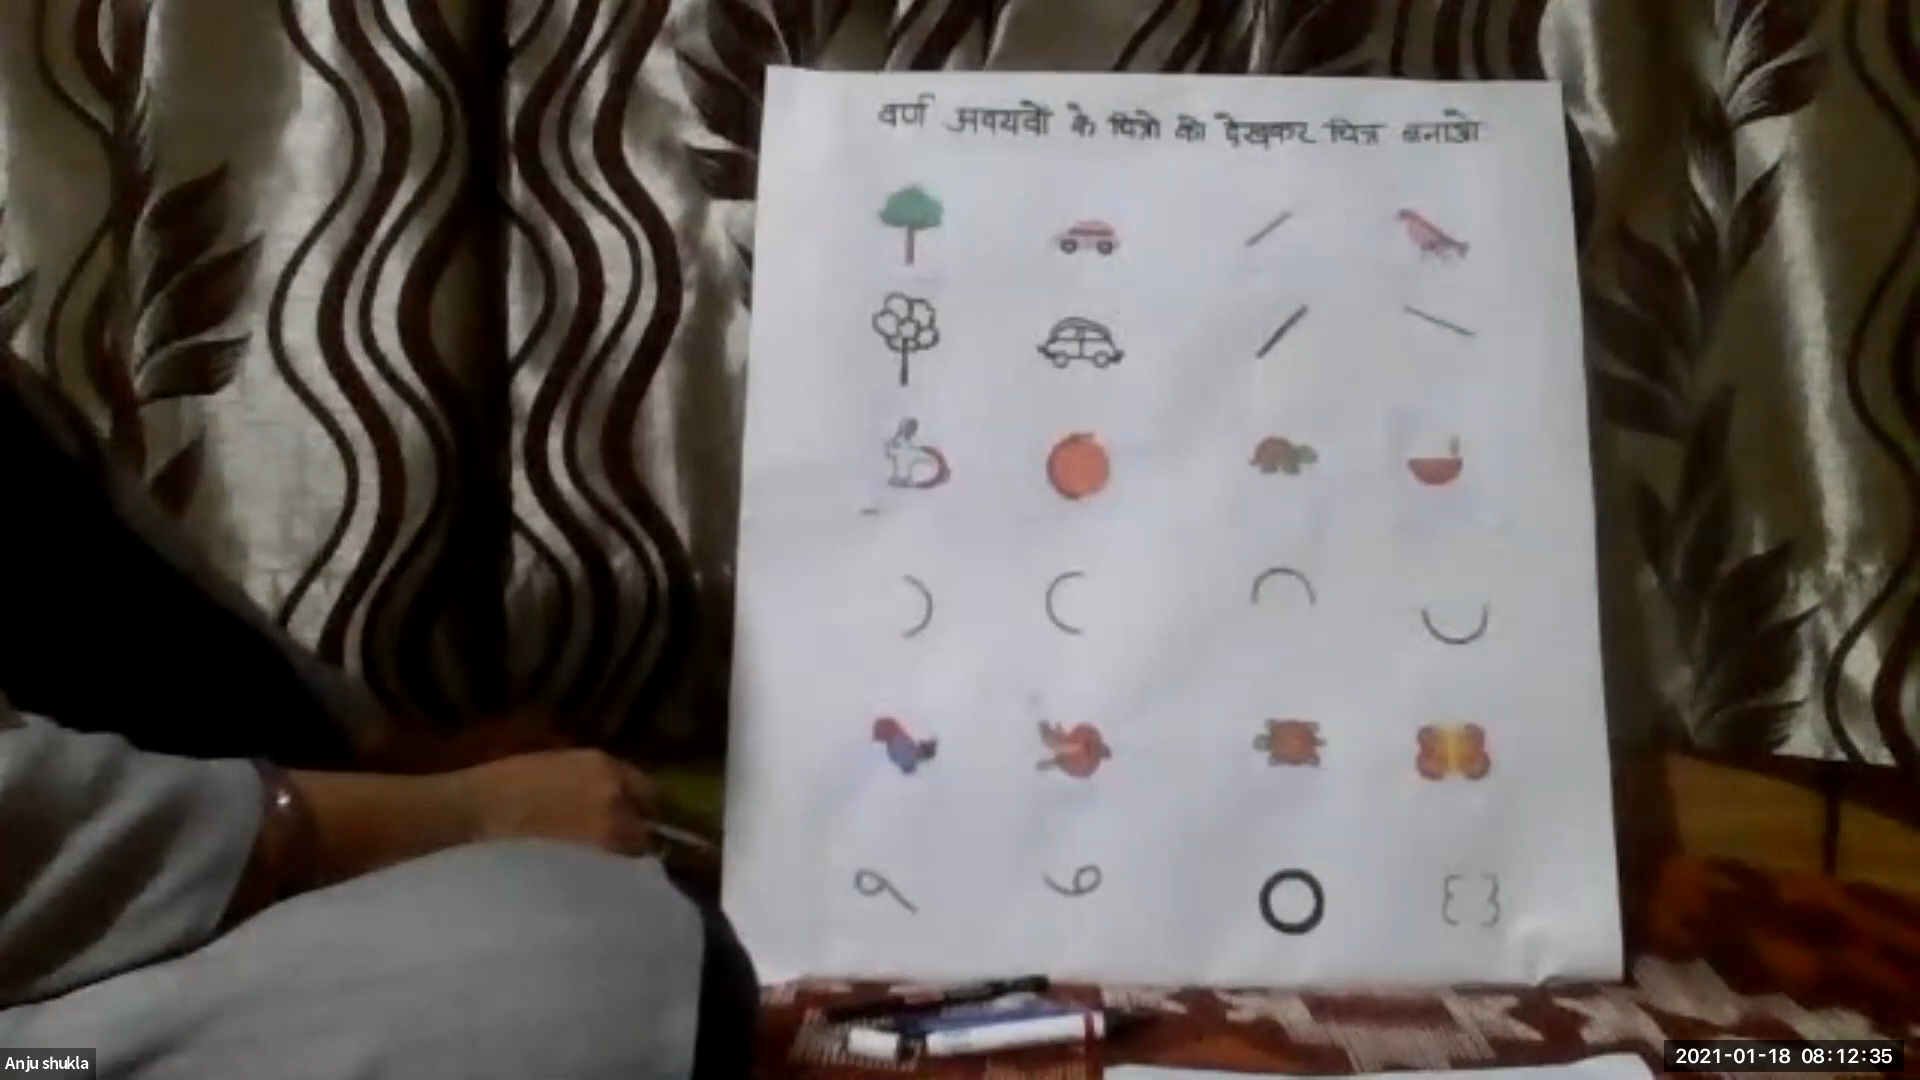 वर्ण अवयवों के चित्रो को देखकर चित्र बनाओ
Anju shukla
2021-01-18 08:12:35